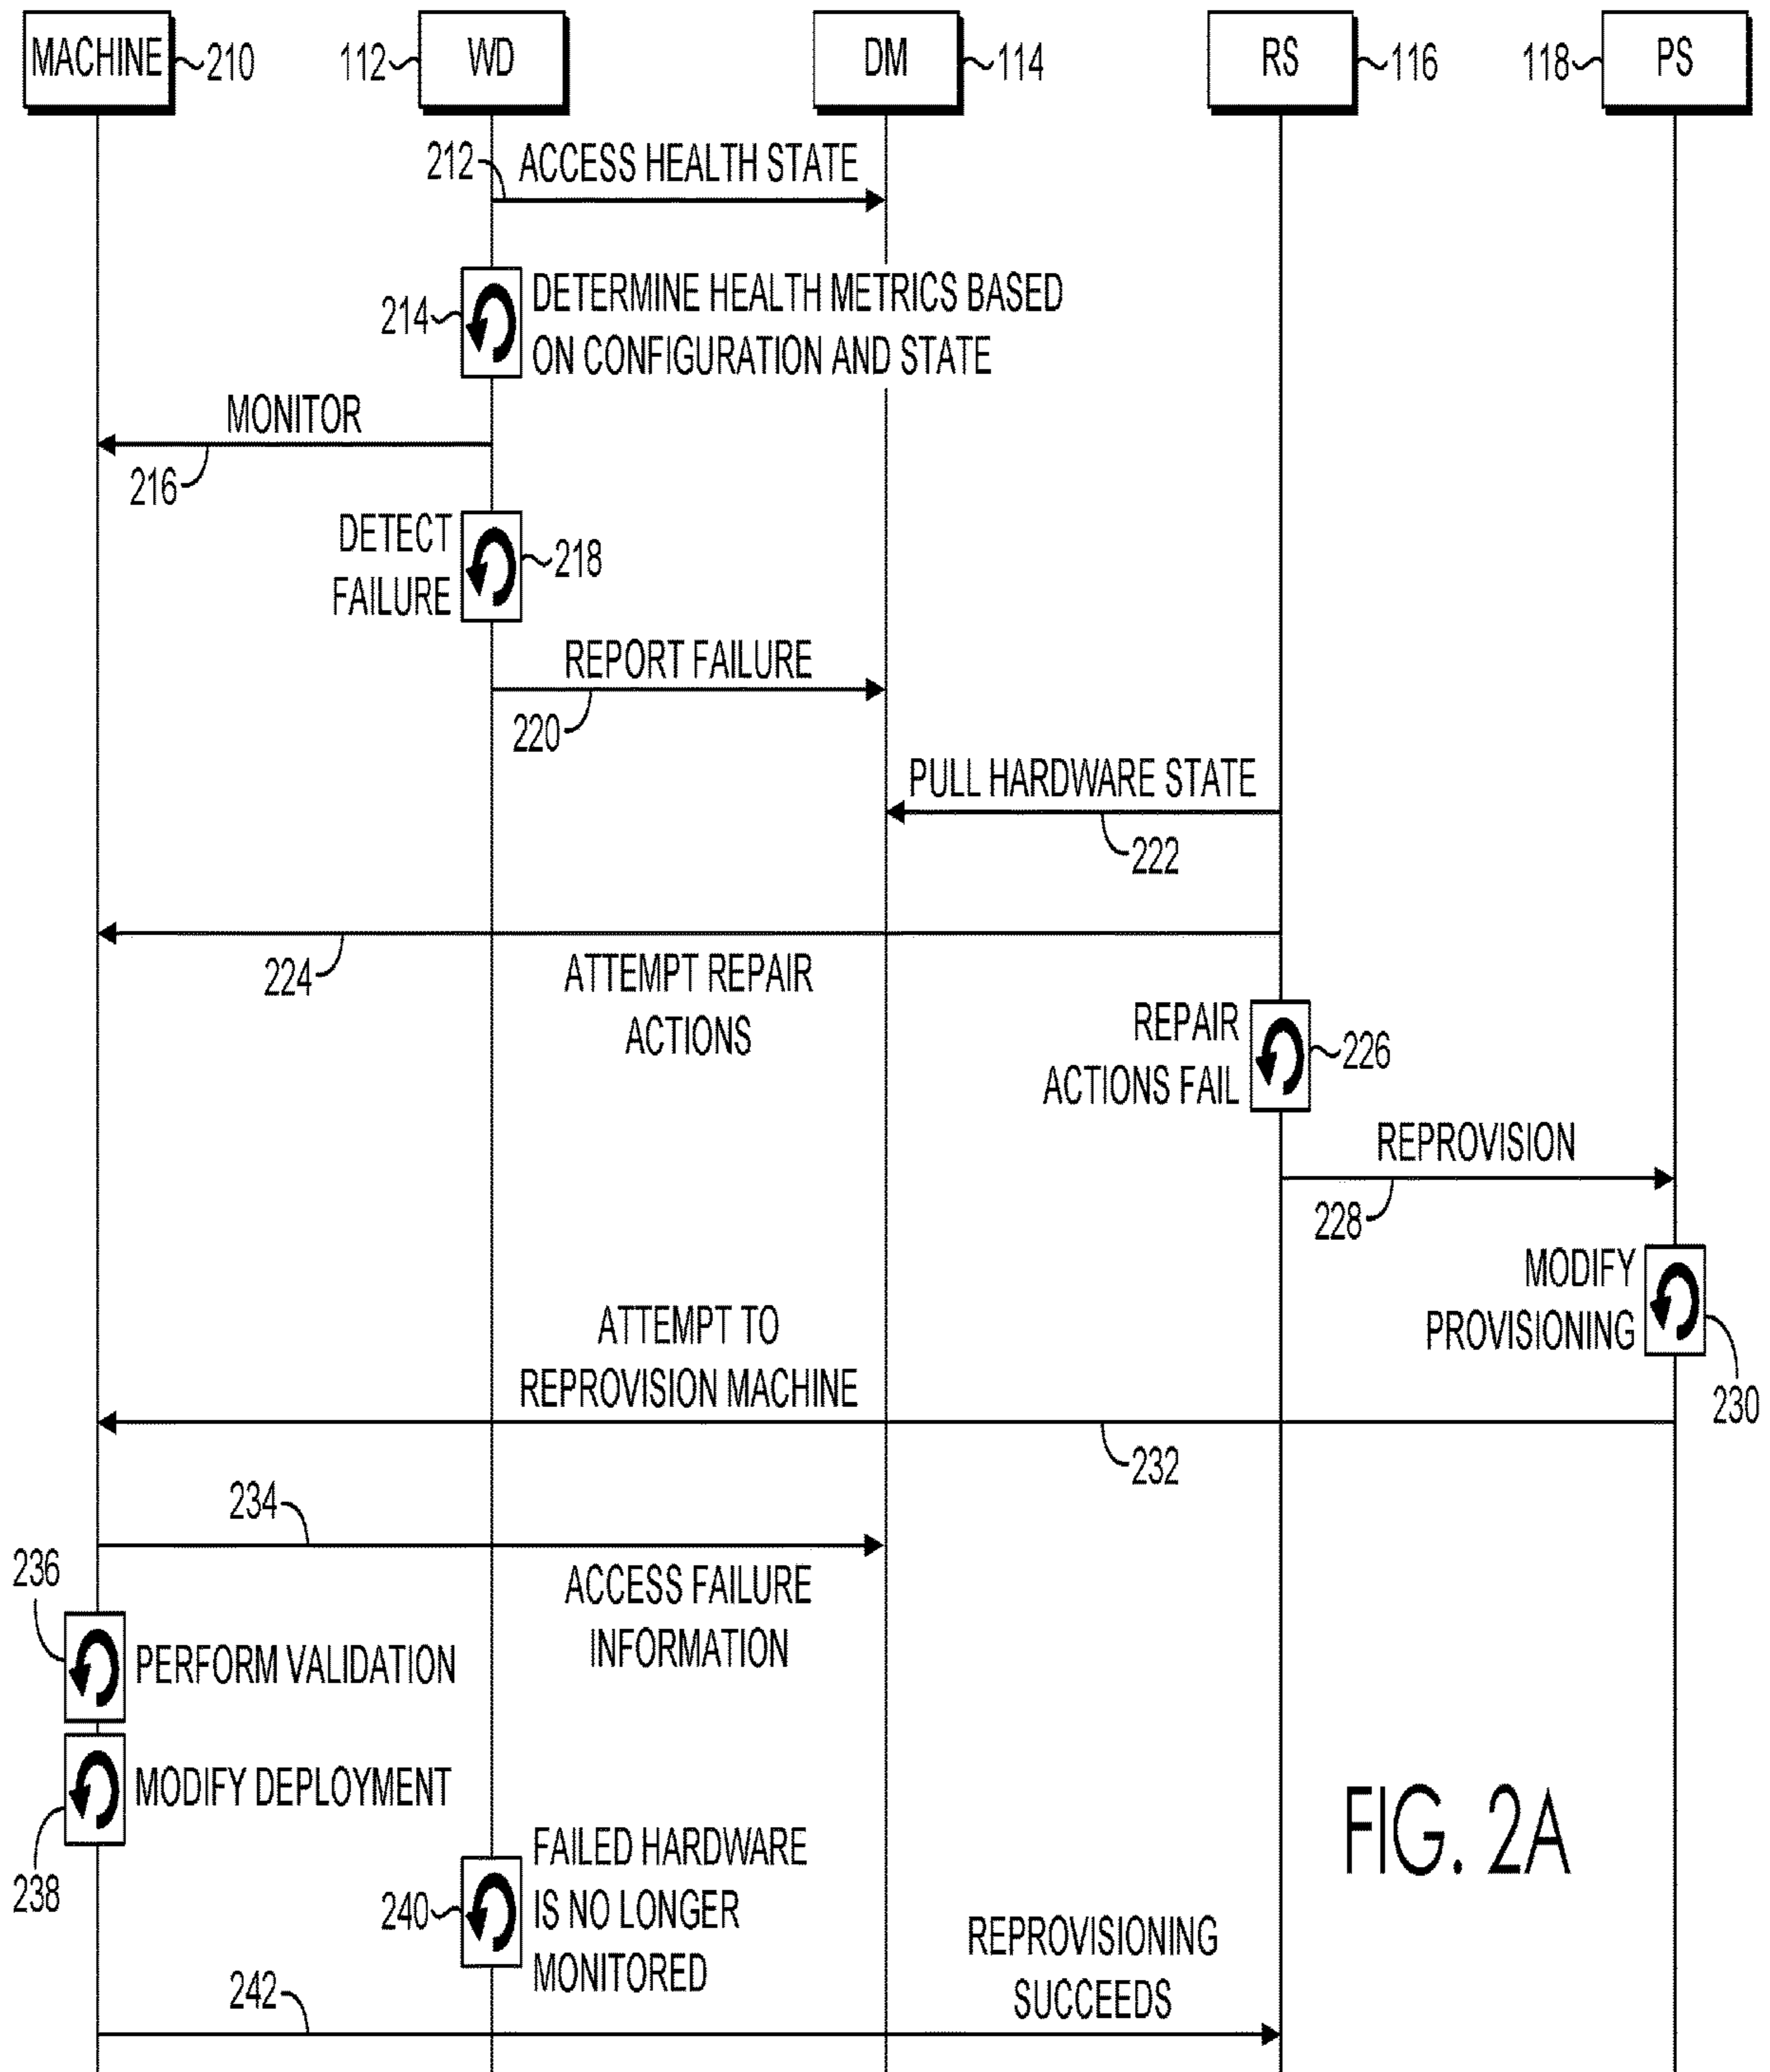 MACHINE 210 112 WD DM 114 RS 116 118 PS
212 ACCESS HEALTH STATE
214 DETERMINE HEALTH METRICS BASED
ON CONFIGURATION AND STATE
MONITOR
216
DETECT
FAILURE
218
REPORT FAILURE
220
PULL HARDWARE STATE
222
224
ATTEMPT REPAIR
ACTIONS
REPAIR
ACTIONS FAIL
226
REPROVISION
228
MODIFY
PROVISIONING
230
ATTEMPT TO
REPROVISION MACHINE
232
234
ACCESS FAILURE
INFORMATION
236
PERFORM VALIDATION
MODIFY DEPLOYMENT
238
240
FAILED HARDWARE
IS NO LONGER
MONITORED
REPROVISIONING
SUCCEEDS
242
FIG. 2A